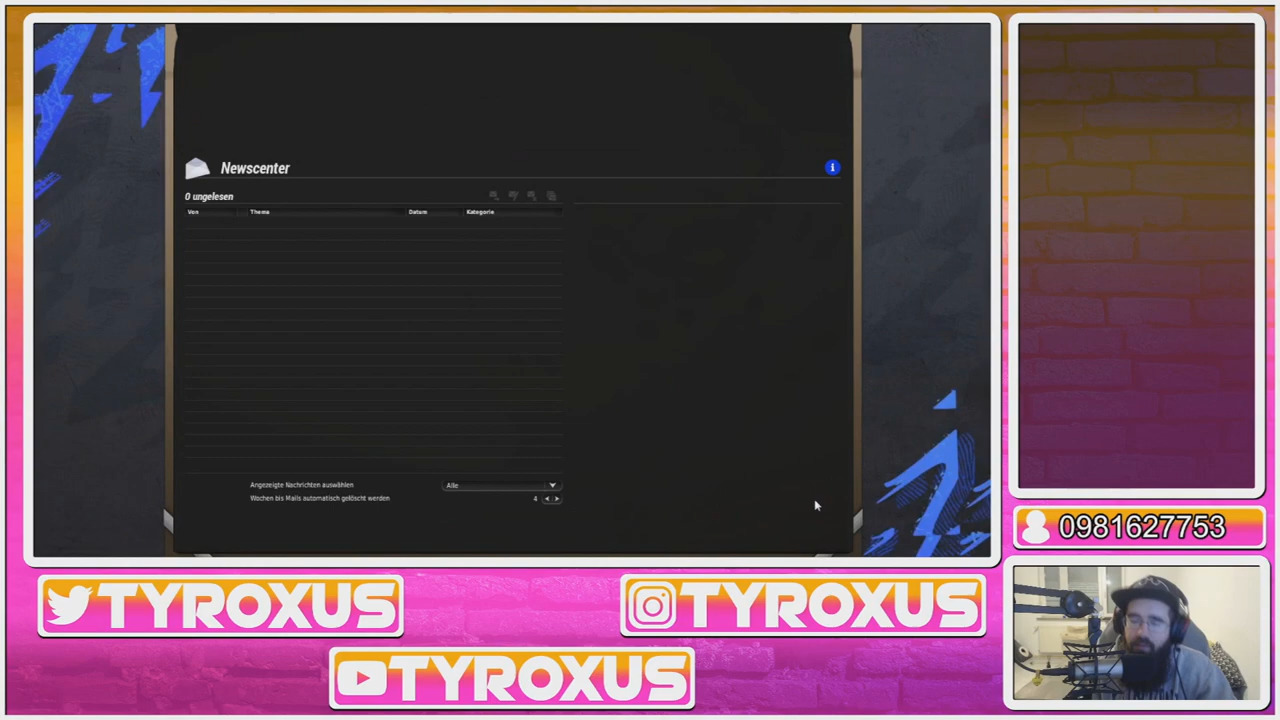 Newscenter
0 ungelesen
Von Thema Datum Kategorie
Angezeigte Nachrichten auswählen Alle
Wochen bis Mails automatisch gelöscht werden 4
0981627753
TYROXUS
TYROXUS
TYROXUS